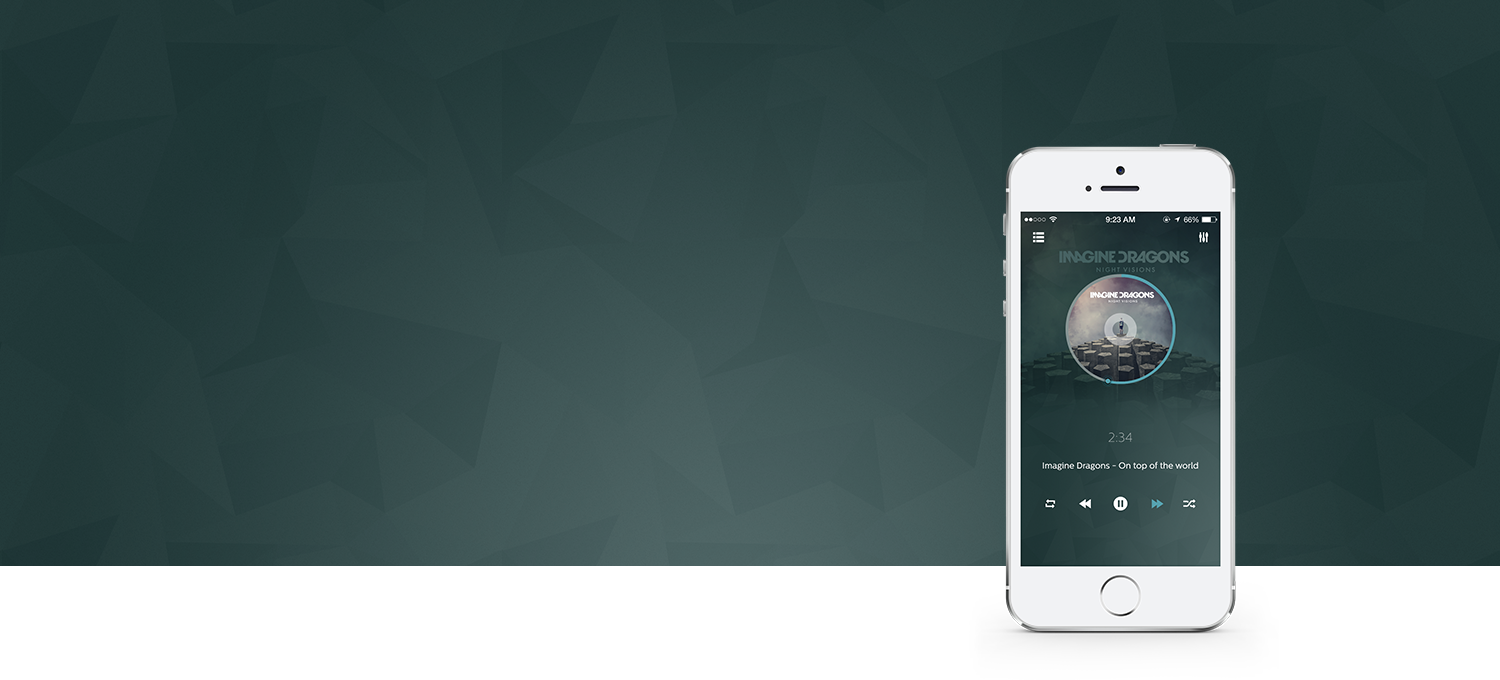 9:23 AM
66%
IMAGINE DRAGONS
NIGHT VISIONS
IMAGINE DRAGONS
NIGHT VISIONS
2:34
Imagine Dragons - On top of the world